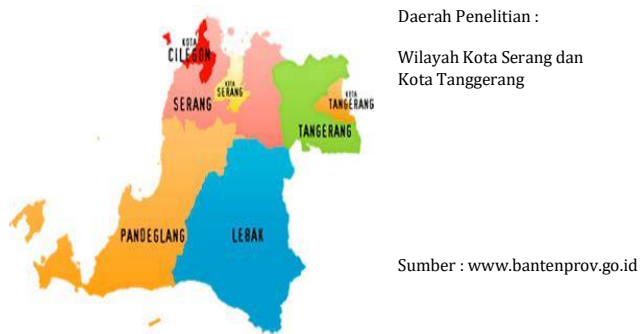 KOTA
CILEGON
KOTA
SERANG
SERANG
KOTA
TANGERANG
TANGERANG
PANDEGLANG
LEBAK
Daerah Penelitian :
Wilayah Kota Serang dan
Kota Tanggerang
Sumber : www.bantenprov.go.id